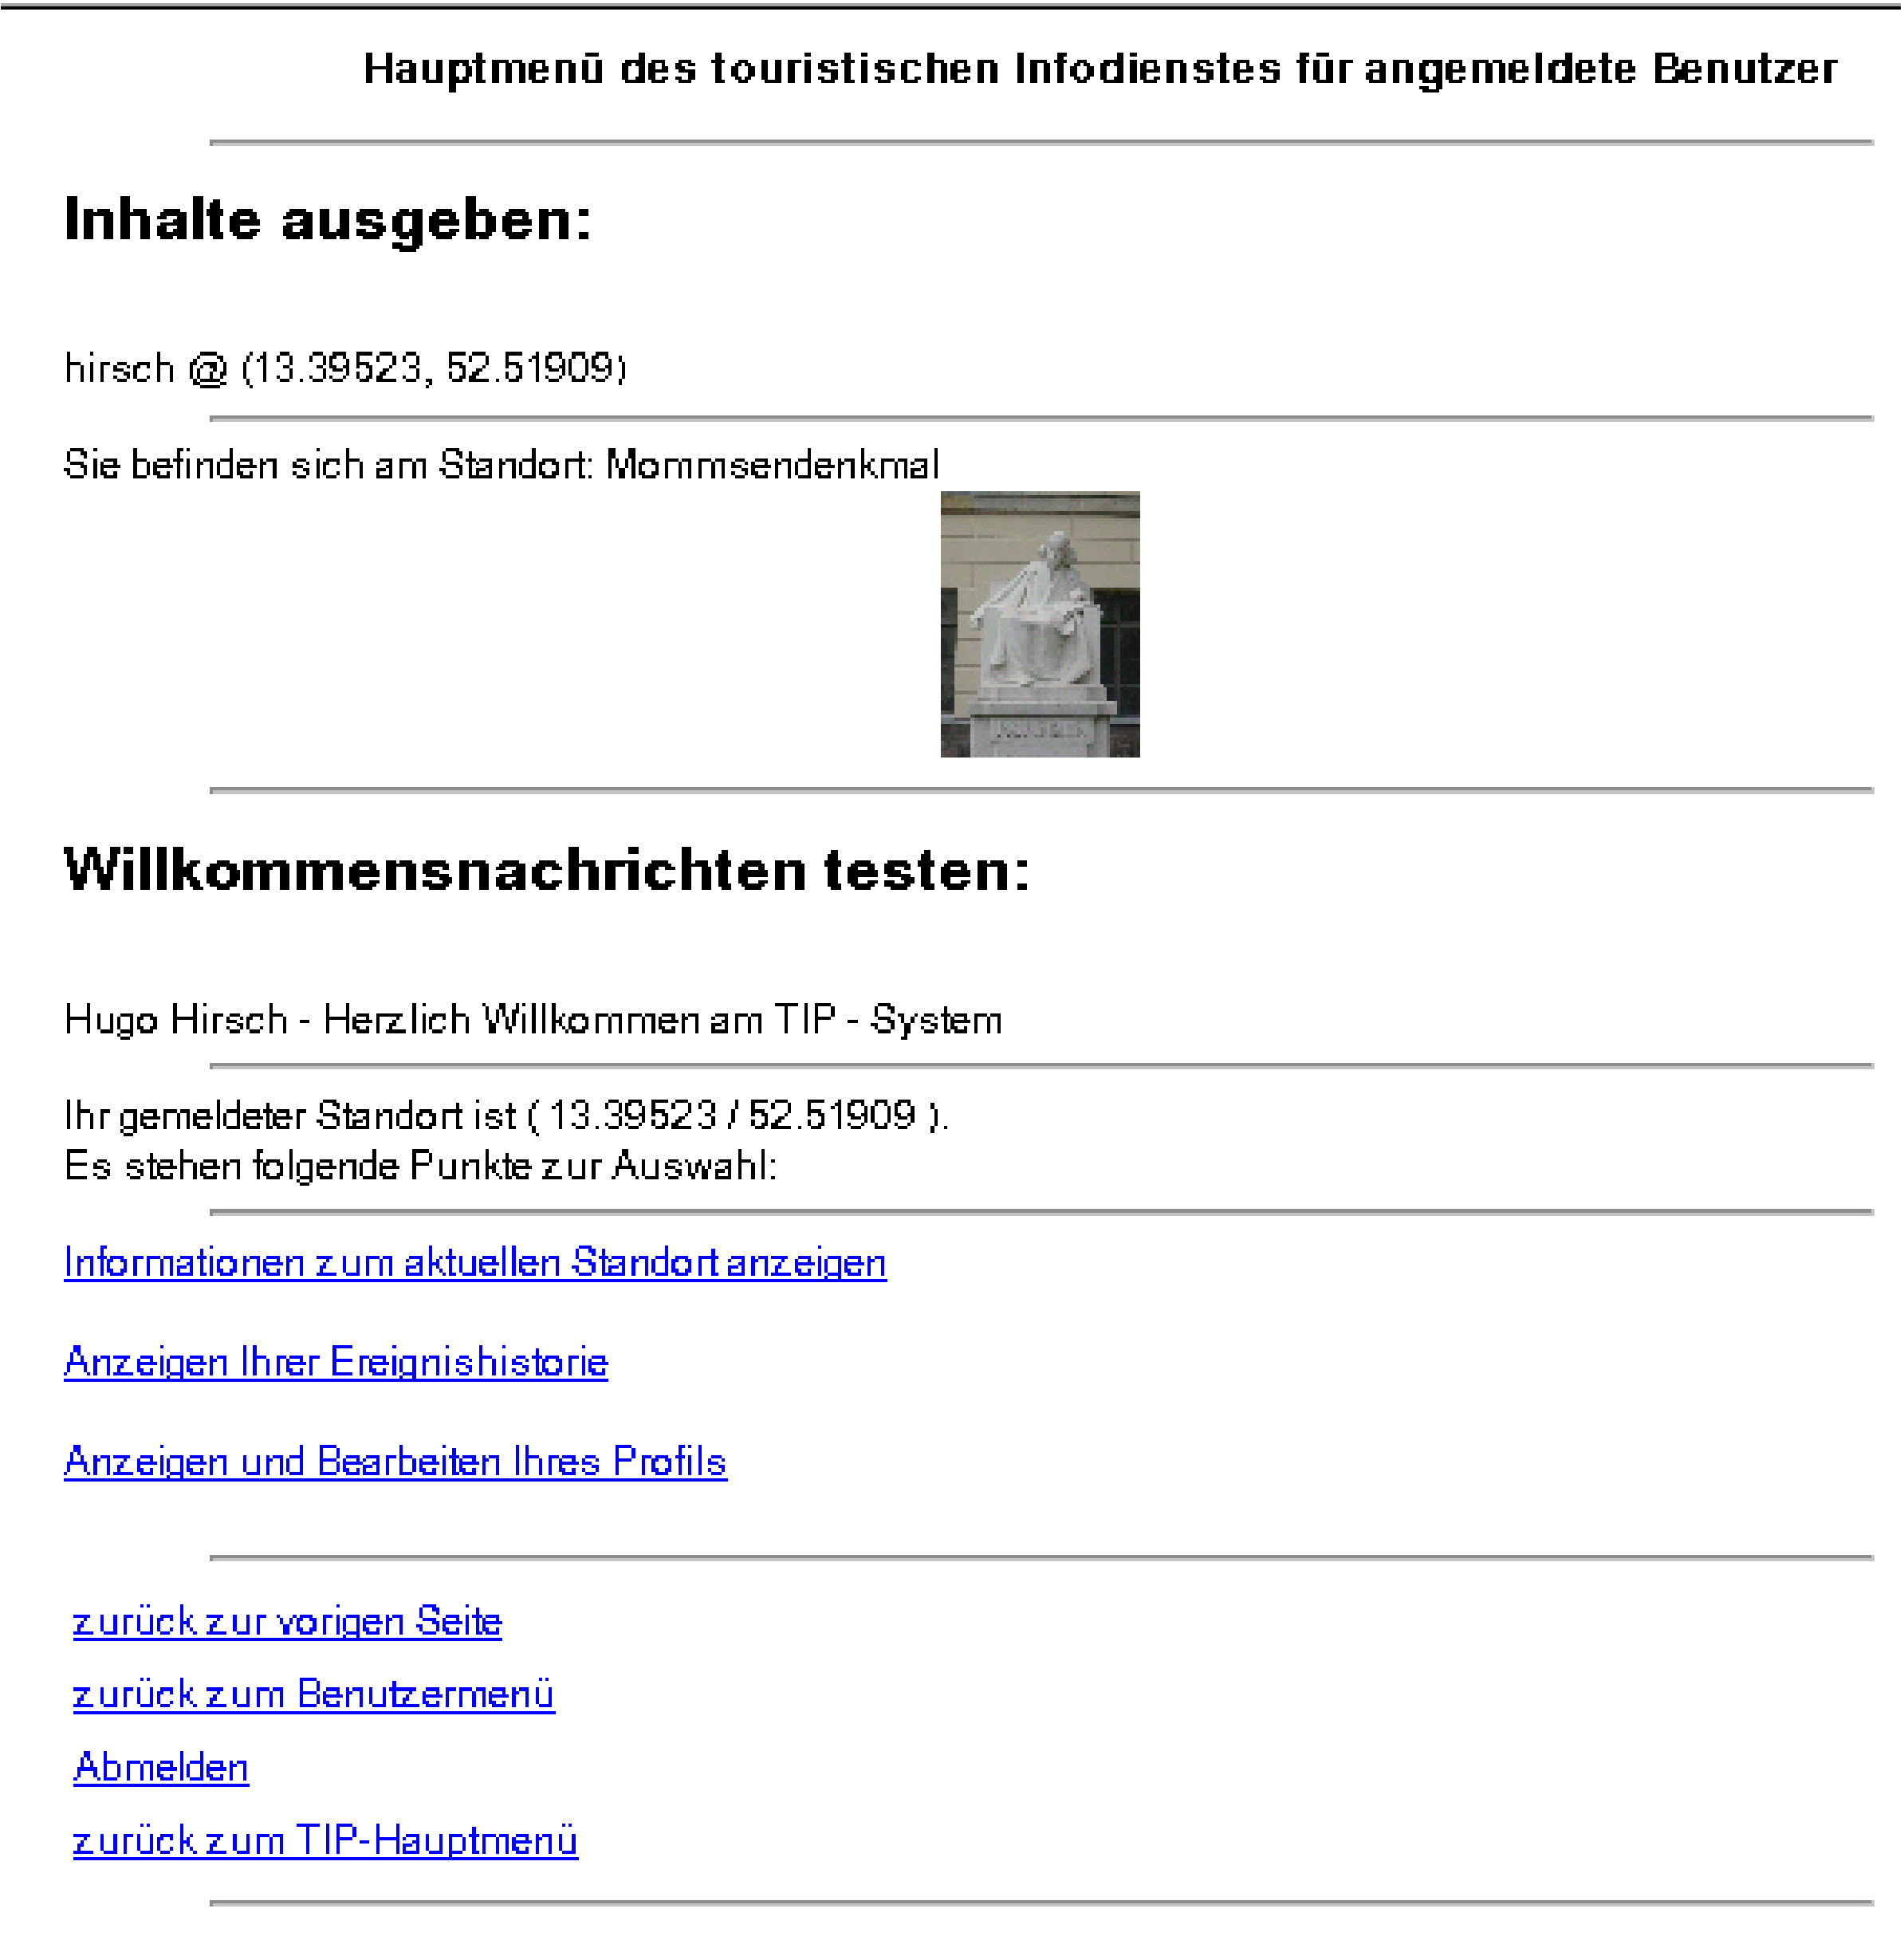 Hauptmenü des touristischen Infodienstes für angemeldete Benutzer
Inhalte ausgeben:
hirsch @ (13.39523, 52.51909)
Sie befinden sich am Standort: Mommsendenkmal
Willkommensnachrichten testen:
Hugo Hirsch - Herzlich Willkommen am TIP - System
Ihr gemeldeter Standort ist ( 13.39523 / 52.51909 ).
Es stehen folgende Punkte zur Auswahl:
Informationen zum aktuellen Standort anzeigen
Anzeigen Ihrer Ereignishistorie
Anzeigen und Bearbeiten Ihres Profils
zurück zur vorigen Seite
zurück zum Benutzermenü
Abmelden
zurück zum TIP-Hauptmenü